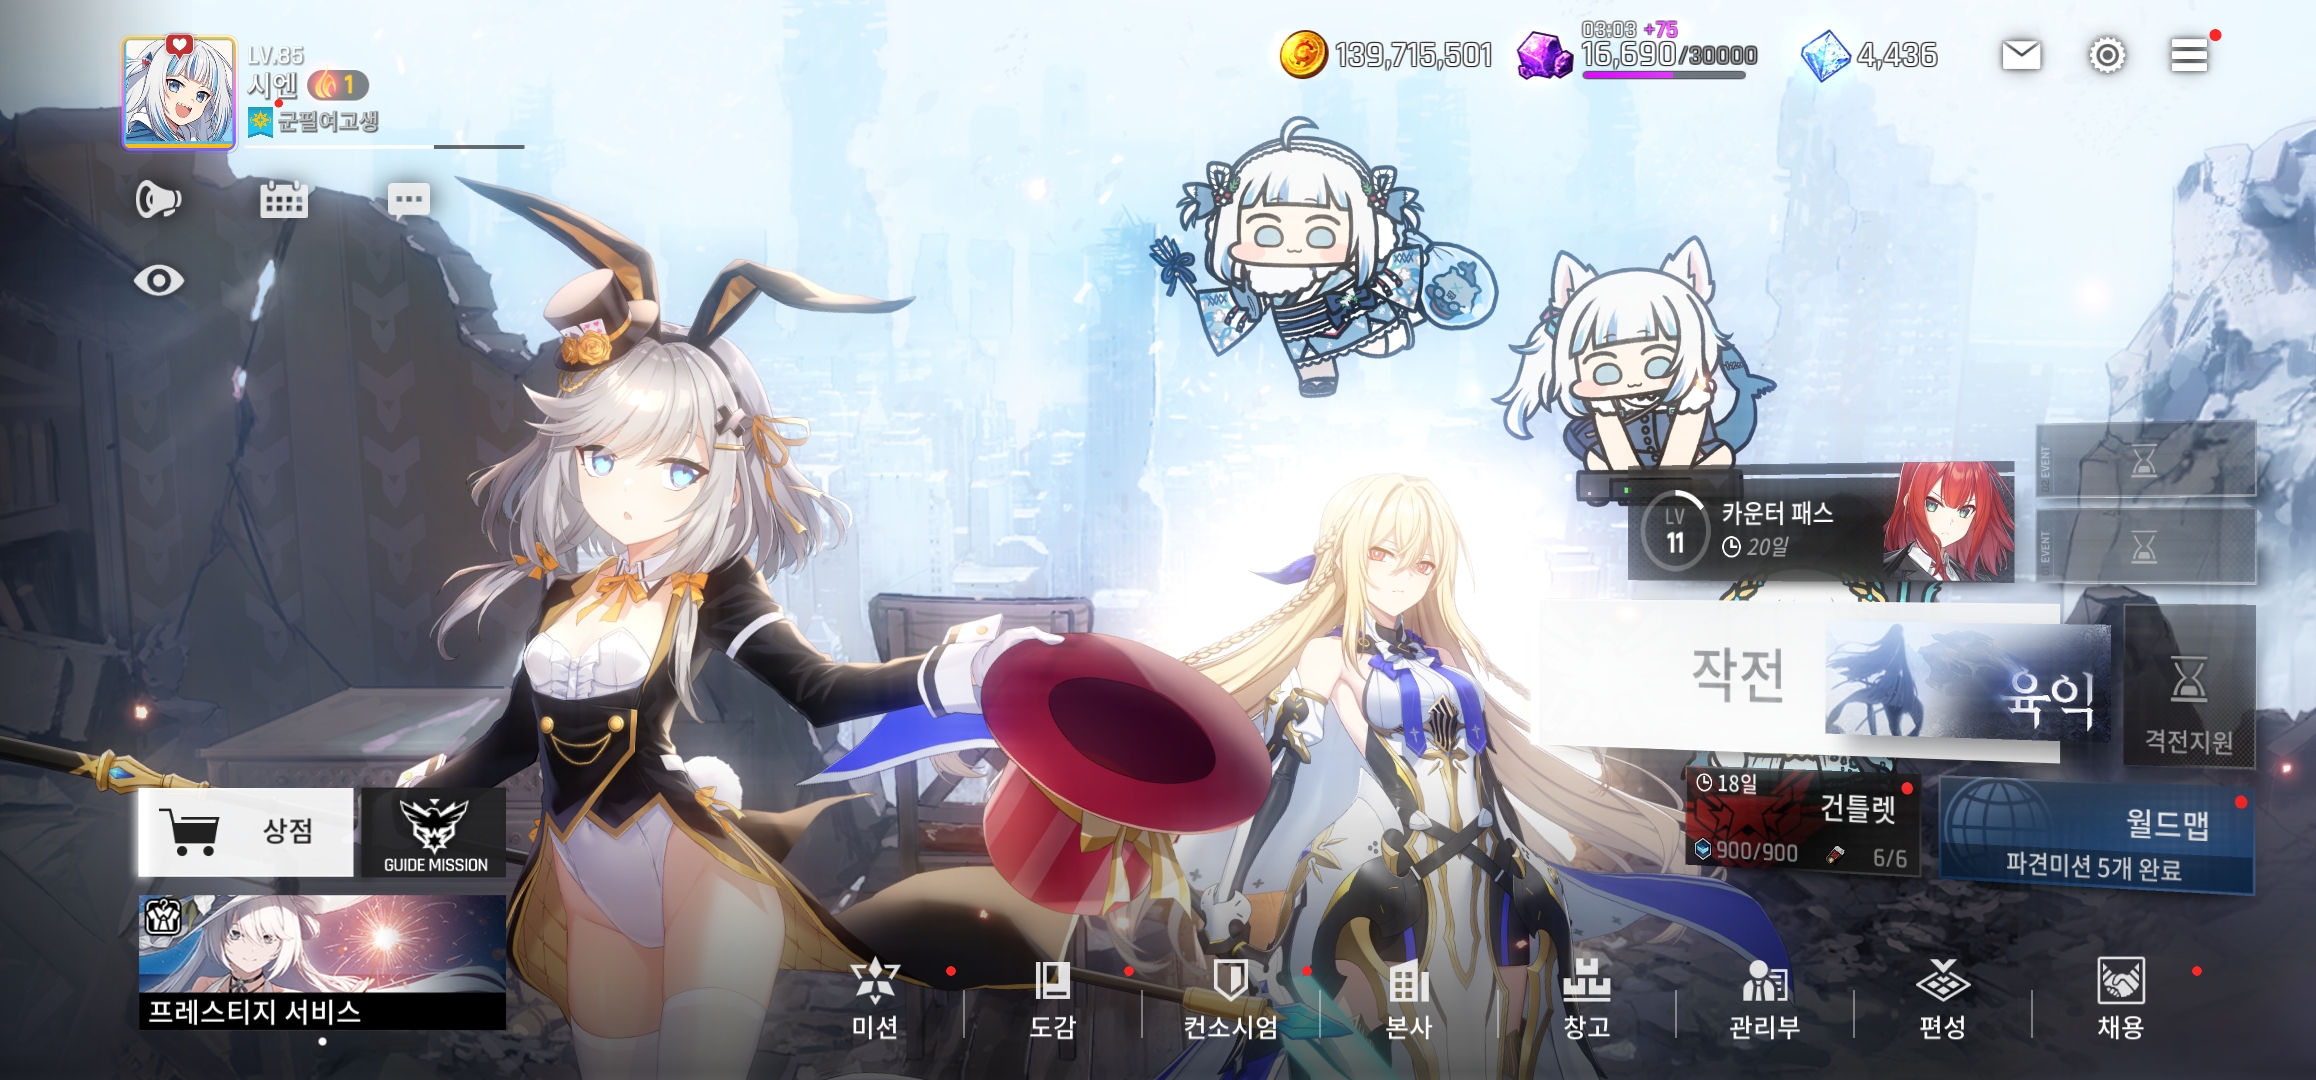 LV.85
시엔 1
군필여고생
139,715,501
03:03 +75
16,690/30000
4,436
02 EVENT
01 EVENT
LV
11
카운터 패스
20일
작전
육익
격전지원
18일
건틀렛
900/900
6/6
월드맵
파견미션 5개 완료
상점
GUIDE MISSION
프레스티지 서비스
미션
도감
컨소시엄
본사
창고
관리부
편성
채용